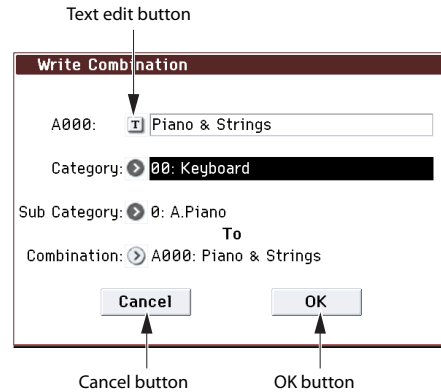 Text edit button
Write Combination
A000: T Piano & Strings
Category: 00: Keyboard
Sub Category: 0: A.Piano
To
Combination: A000: Piano & Strings
Cancel OK
Cancel button OK button